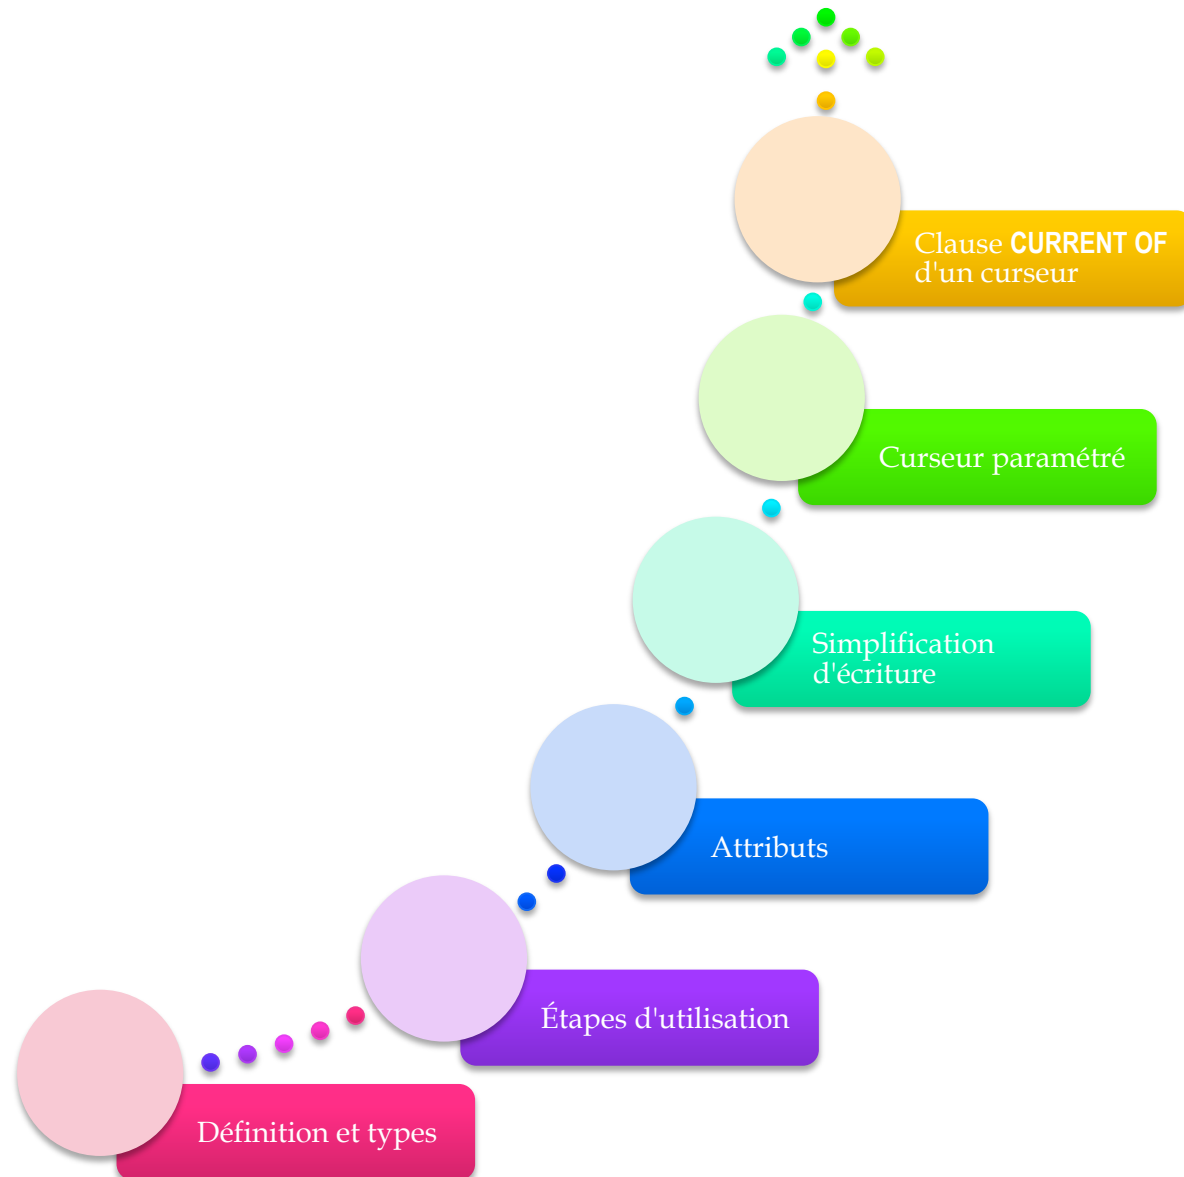 Clause CURRENT OF
d'un curseur
Curseur paramétré
Simplification
d'écriture
Attributs
Étapes d'utilisation
Définition et types